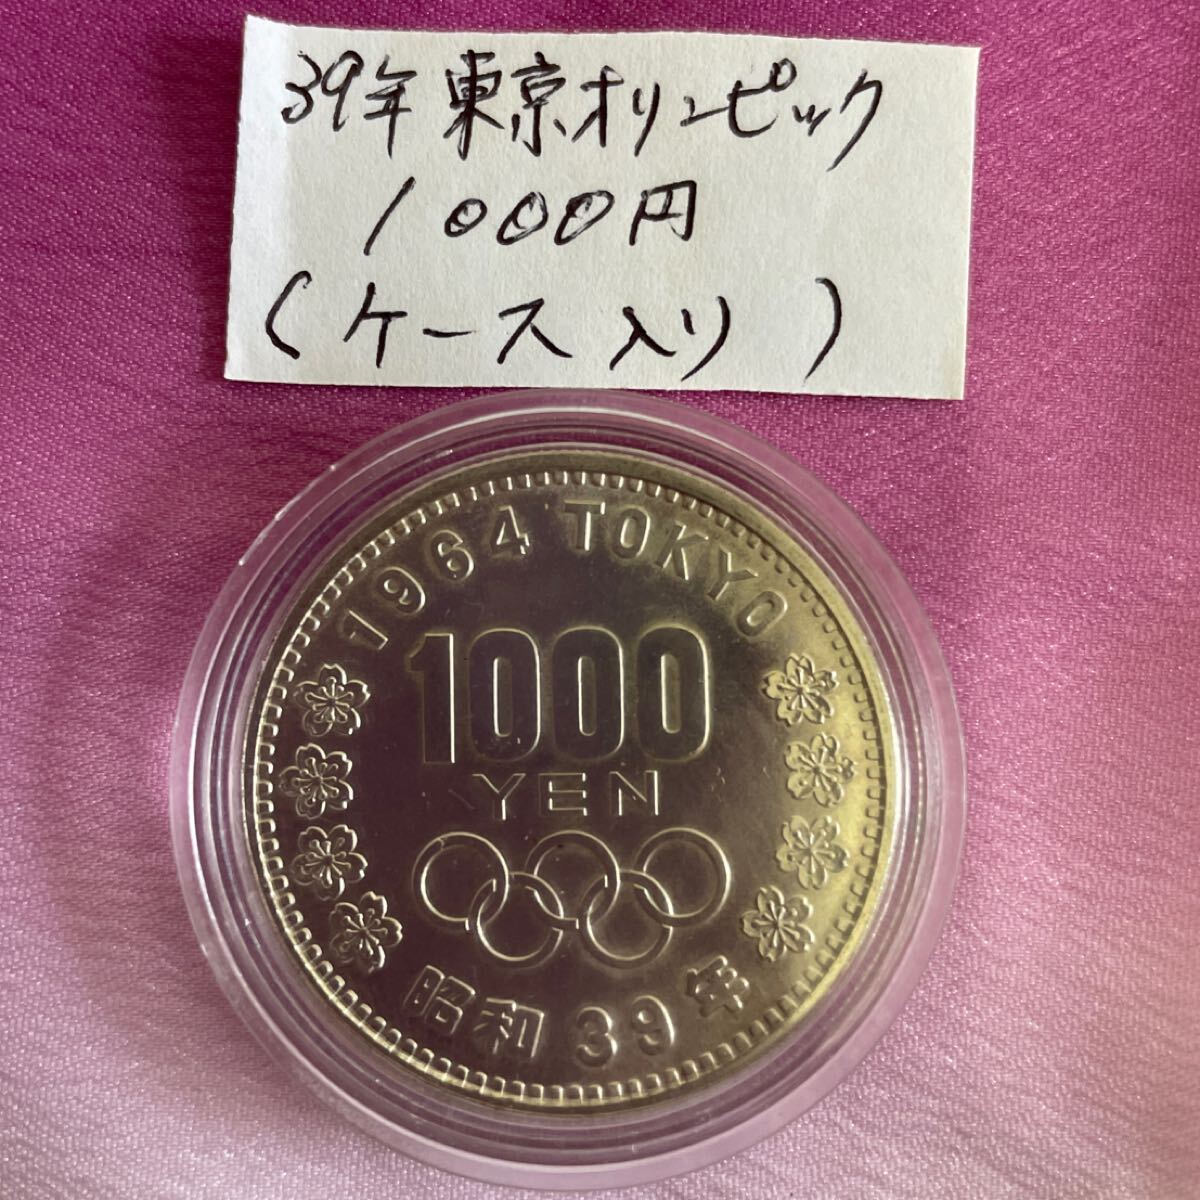 39年東京オリンピック
1000円
(ケース入り)
1964 TOKYO
1000
YEN
昭和39年